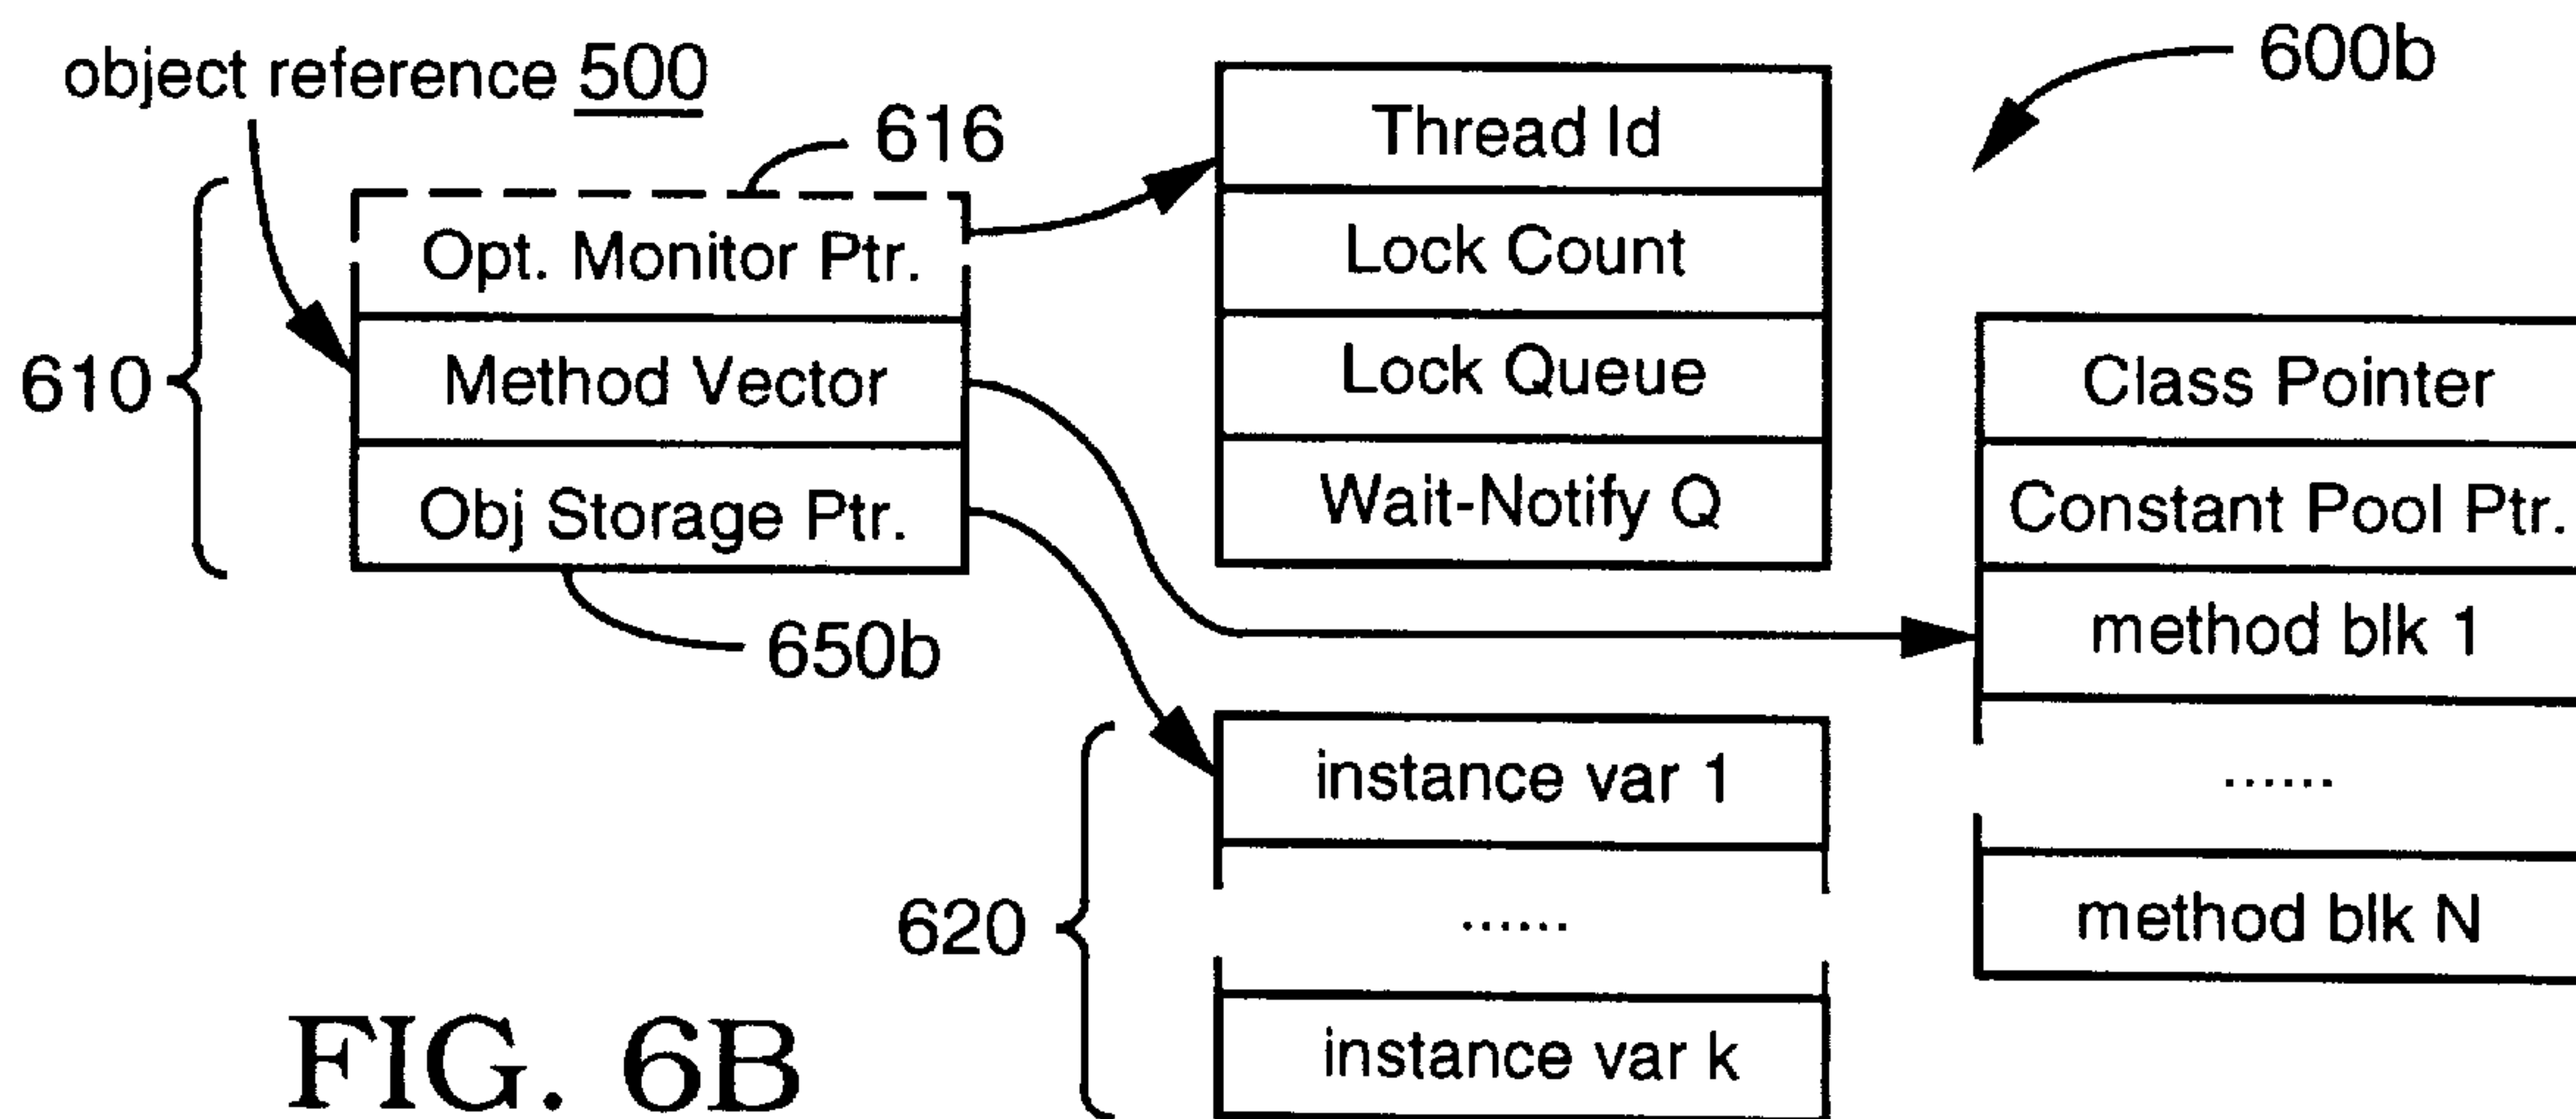 object reference 500
616
600b
610
Opt. Monitor Ptr.
Method Vector
Obj Storage Ptr.
650b
Thread Id
Lock Count
Lock Queue
Wait-Notify Q
Class Pointer
Constant Pool Ptr.
method blk 1
......
method blk N
620
instance var 1
......
instance var k
FIG. 6B